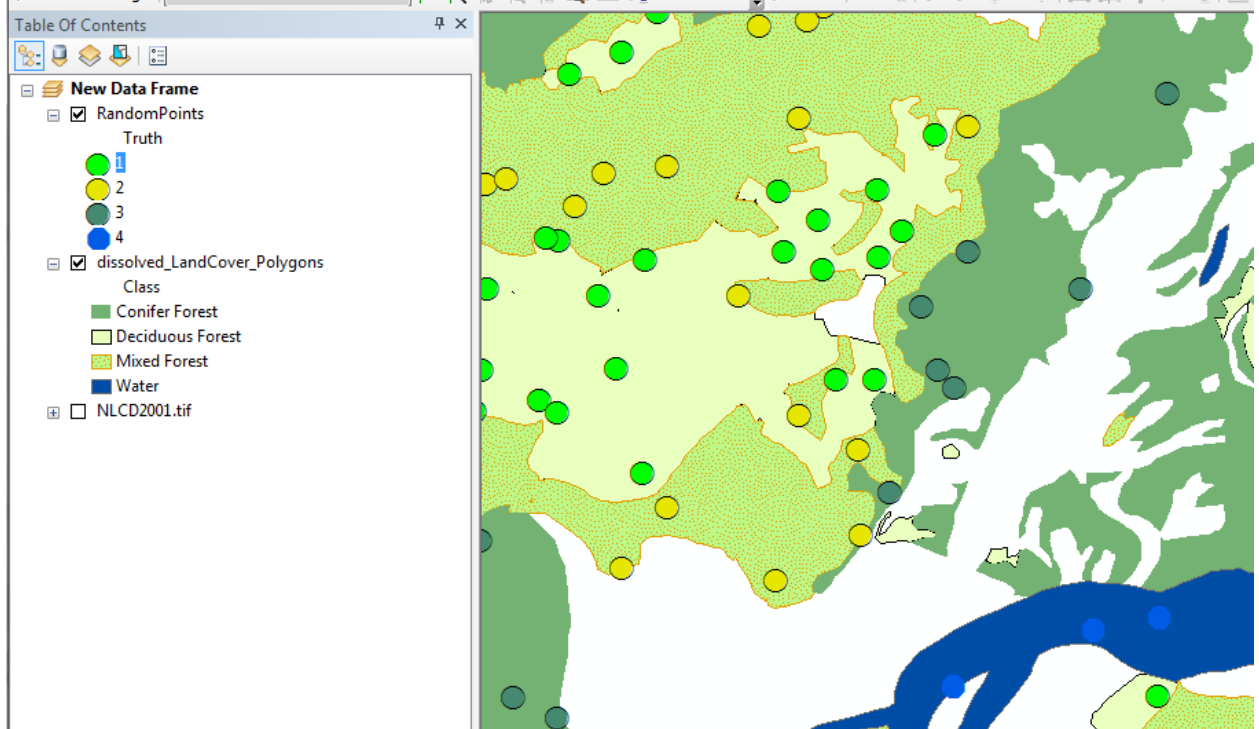 Table Of Contents
New Data Frame
RandomPoints
Truth
1
2
3
4
dissolved_LandCover_Polygons
Class
Conifer Forest
Deciduous Forest
Mixed Forest
Water
NLCD2001.tif